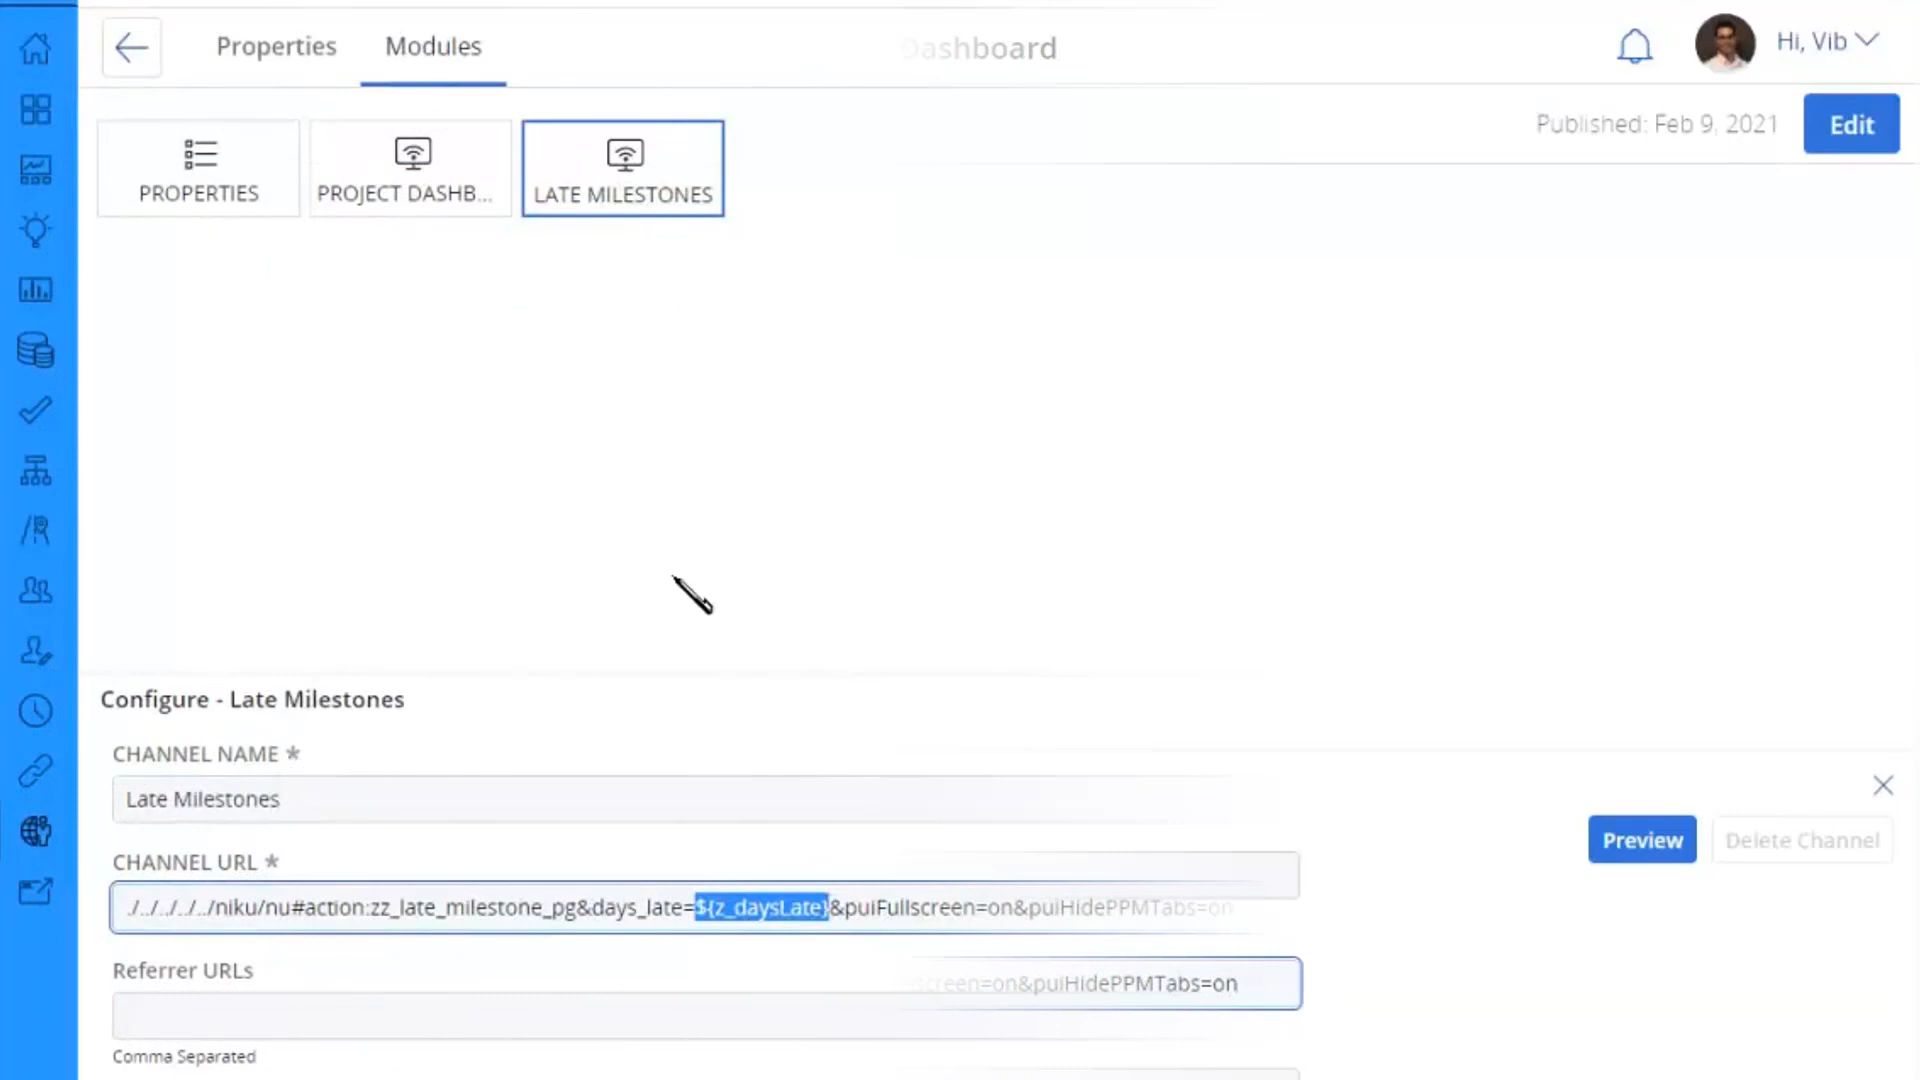 Properties
Modules
Dashboard
Hi, Vib
Published: Feb 9, 2021
Edit
PROPERTIES
PROJECT DASHB...
LATE MILESTONES
Configure - Late Milestones
CHANNEL NAME *
Late Milestones
Preview
Delete Channel
CHANNEL URL *
./../../../../niku/nu#action:zz_late_milestone_pg&days_late=${z_daysLate}&puiFullscreen=on&puiHidePPMTabs=on
Referrer URLs
screen=on&puiHidePPMTabs=on
Comma Separated